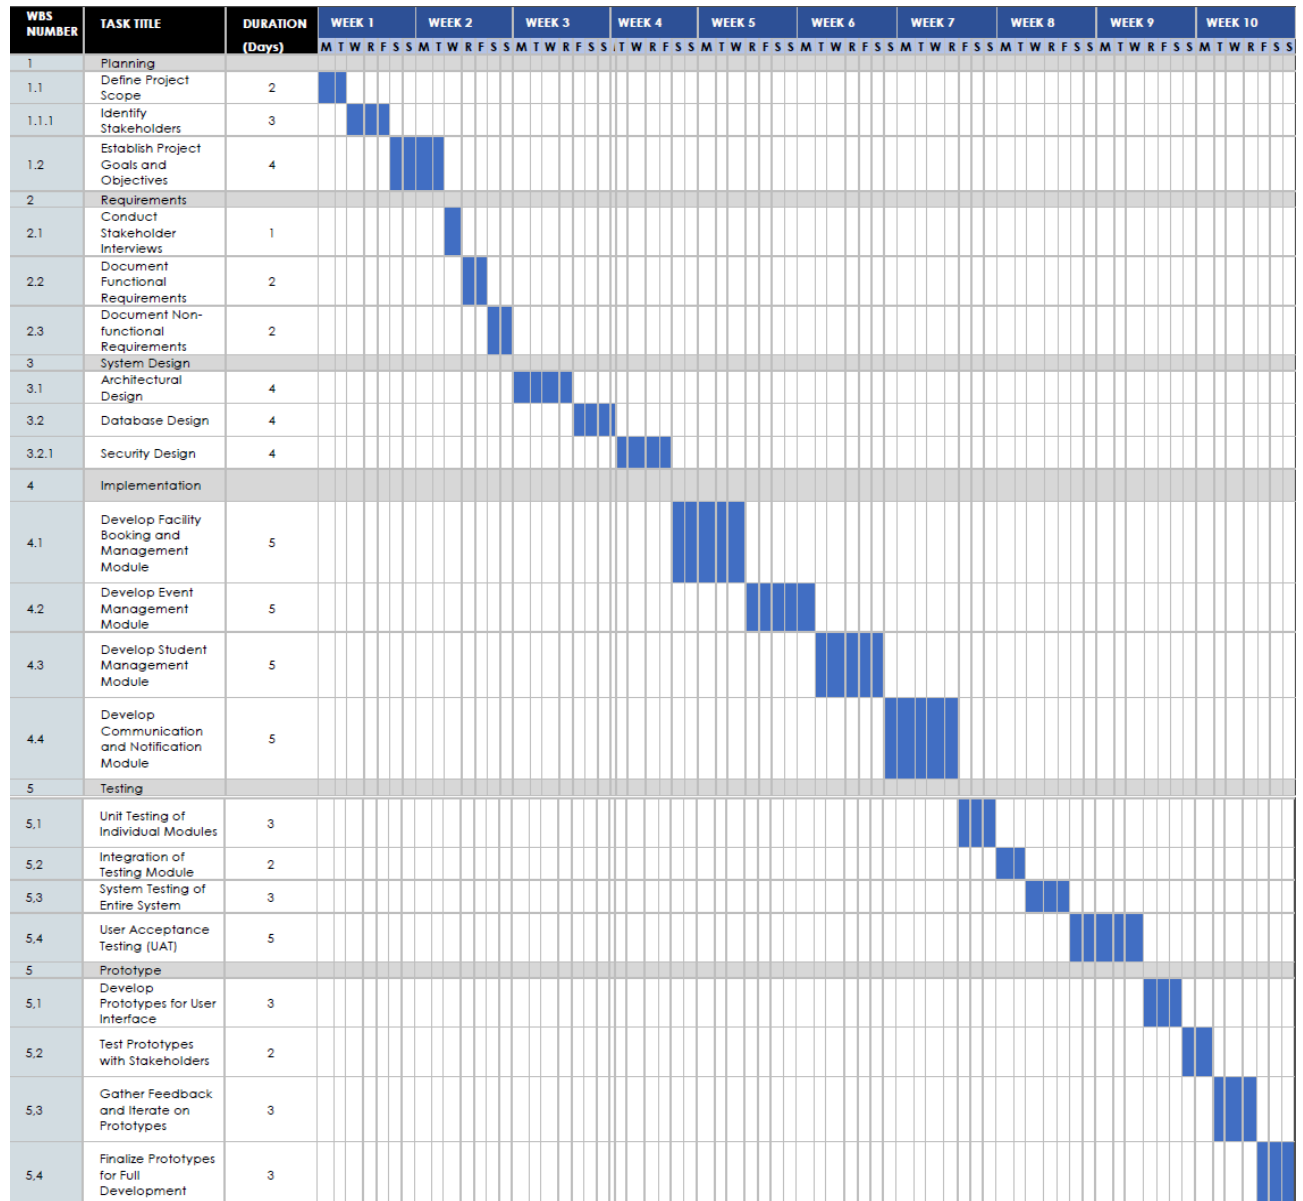 WBS NUMBER TASK TITLE DURATION (Days) WEEK 1 WEEK 2 WEEK 3 WEEK 4 WEEK 5 WEEK 6 WEEK 7 WEEK 8 WEEK 9 WEEK 10
M T W R F S S M T W R F S S M T W R F S S T W R F S S M T W R F S S M T W R F S S M T W R F S S M T W R F S S M T W R F S S M T W R F S S
1 Planning
1.1 Define Project Scope 2
1.1.1 Identify Stakeholders 3
1.2 Establish Project Goals and Objectives 4
2 Requirements
2.1 Conduct Stakeholder Interviews 1
2.2 Document Functional Requirements 2
2.3 Document Non-functional Requirements 2
3 System Design
3.1 Architectural Design 4
3.2 Database Design 4
3.2.1 Security Design 4
4 Implementation
4.1 Develop Facility Booking and Management Module 5
4.2 Develop Event Management Module 5
4.3 Develop Student Management Module 5
4.4 Develop Communication and Notification Module 5
5 Testing
5,1 Unit Testing of Individual Modules 3
5,2 Integration of Testing Module 2
5,3 System Testing of Entire System 3
5,4 User Acceptance Testing (UAT) 5
5 Prototype
5,1 Develop Prototypes for User Interface 3
5,2 Test Prototypes with Stakeholders 2
5,3 Gather Feedback and Iterate on Prototypes 3
5,4 Finalize Prototypes for Full Development 3